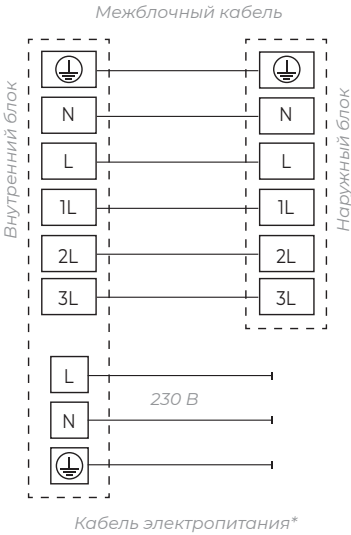 Межблочный кабель
Внутренний блок
Наружный блок
N N
L L
1L 1L
2L 2L
3L 3L
L
230 В
N
Кабель электропитания*